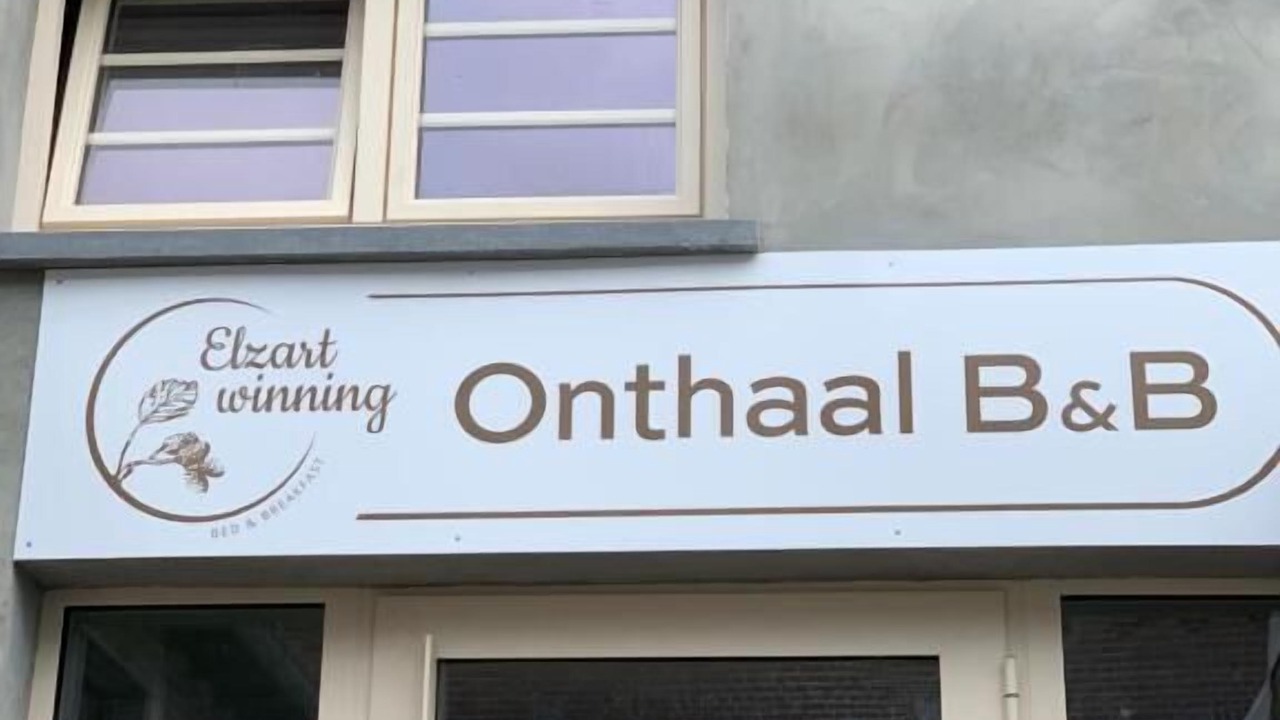 Elzart
winning
BED & BREAKFAST
Onthaal B&B